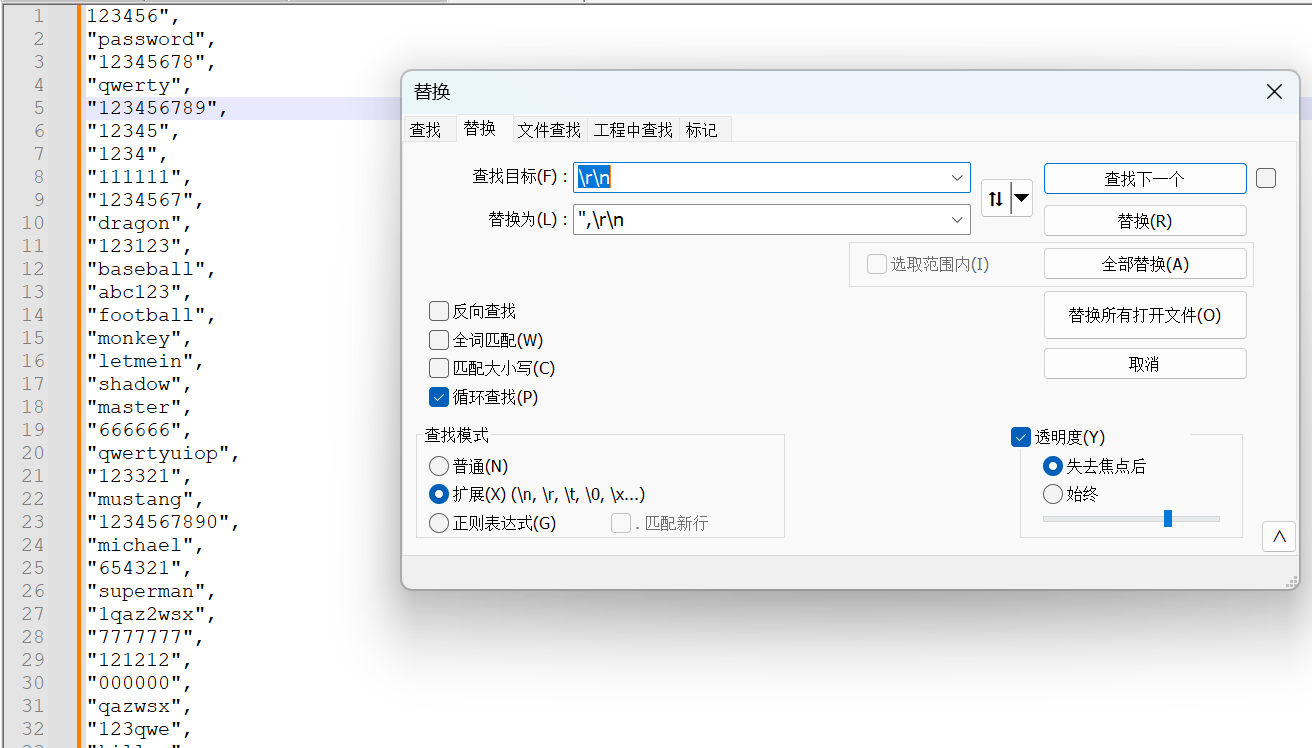 1 123456",
2 "password",
3 "12345678",
4 "qwerty",
5 "123456789",
6 "12345",
7 "1234",
8 "111111",
9 "1234567",
10 "dragon",
11 "123123",
12 "baseball",
13 "abc123",
14 "football",
15 "monkey",
16 "letmein",
17 "shadow",
18 "master",
19 "666666",
20 "qwertyuiop",
21 "123321",
22 "mustang",
23 "1234567890",
24 "michael",
25 "654321",
26 "superman",
27 "1qaz2wsx",
28 "7777777",
29 "121212",
30 "000000",
31 "qazwsx",
32 "123qwe",
替换
查找 替换 文件查找 工程中查找 标记
查找目标(F) : \r\n 查找下一个
替换为(L) : ",\r\n 替换(R)
选取范围内(I) 全部替换(A)
替换所有打开文件(O)
取消
反向查找
全词匹配(W)
匹配大小写(C)
循环查找(P)
查找模式
普通(N)
扩展(X) (\n, \r, \t, \0, \x...)
正则表达式(G) . 匹配新行
透明度(Y)
失去焦点后
始终